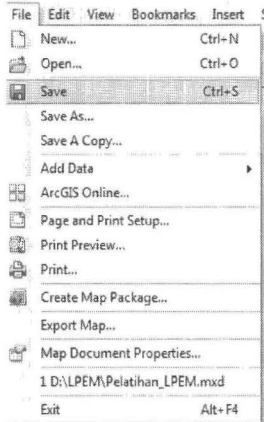 File Edit View Bookmarks Insert
New... Ctrl+N
Open... Ctrl+O
Save Ctrl+S
Save As...
Save A Copy...
Add Data
ArcGIS Online...
Page and Print Setup...
Print Preview...
Print...
Create Map Package...
Export Map...
Map Document Properties...
1 D:\LPEM\Pelatihan_LPEM.mxd
Exit Alt+F4